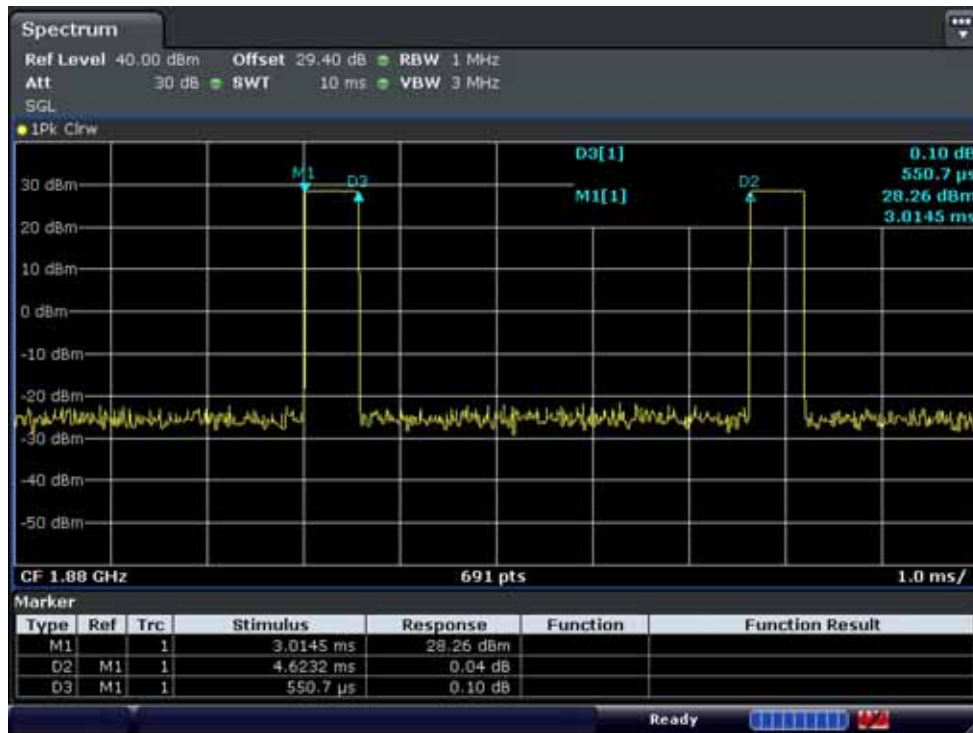 Spectrum
Ref Level 40.00 dBm Offset 29.40 dB RBW 1 MHz
Att 30 dB SWT 10 ms VBW 3 MHz
SGL
1Pk Clrw
D3[1] 0.10 dB
550.7 µs
M1[1] 28.26 dBm
3.0145 ms
M1 D3 D2
30 dBm
20 dBm
10 dBm
0 dBm
-10 dBm
-20 dBm
-30 dBm
-40 dBm
-50 dBm
CF 1.88 GHz 691 pts 1.0 ms/
Marker
Type Ref Trc Stimulus Response Function Function Result
M1 1 3.0145 ms 28.26 dBm
D2 M1 1 4.6232 ms 0.04 dB
D3 M1 1 550.7 µs 0.10 dB
Ready